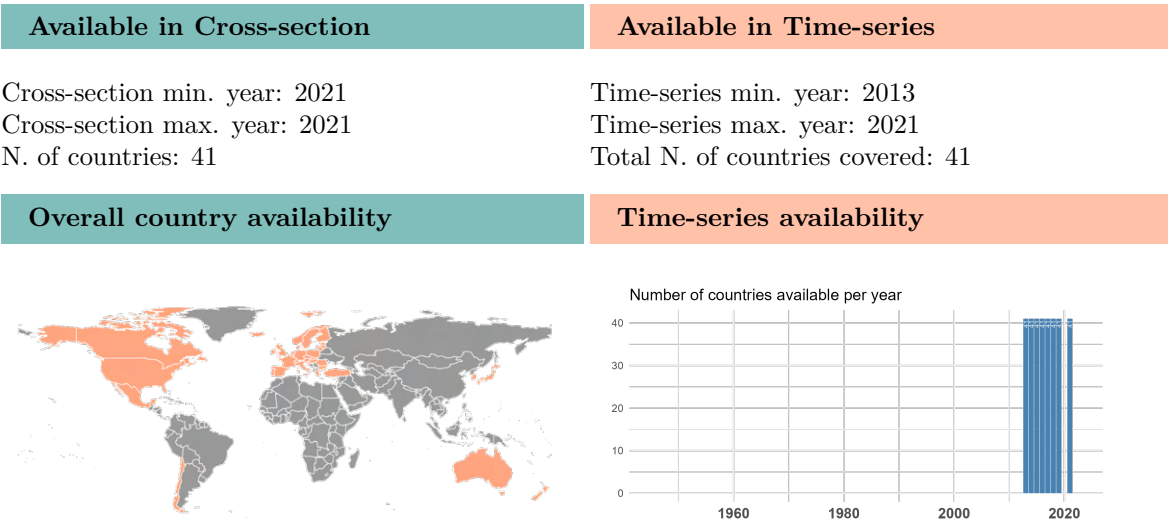 Available in Cross-section
Available in Time-series
Cross-section min. year: 2021
Cross-section max. year: 2021
N. of countries: 41
Time-series min. year: 2013
Time-series max. year: 2021
Total N. of countries covered: 41
Overall country availability
Time-series availability
Number of countries available per year
40
30
20
10
0
1960 1980 2000 2020